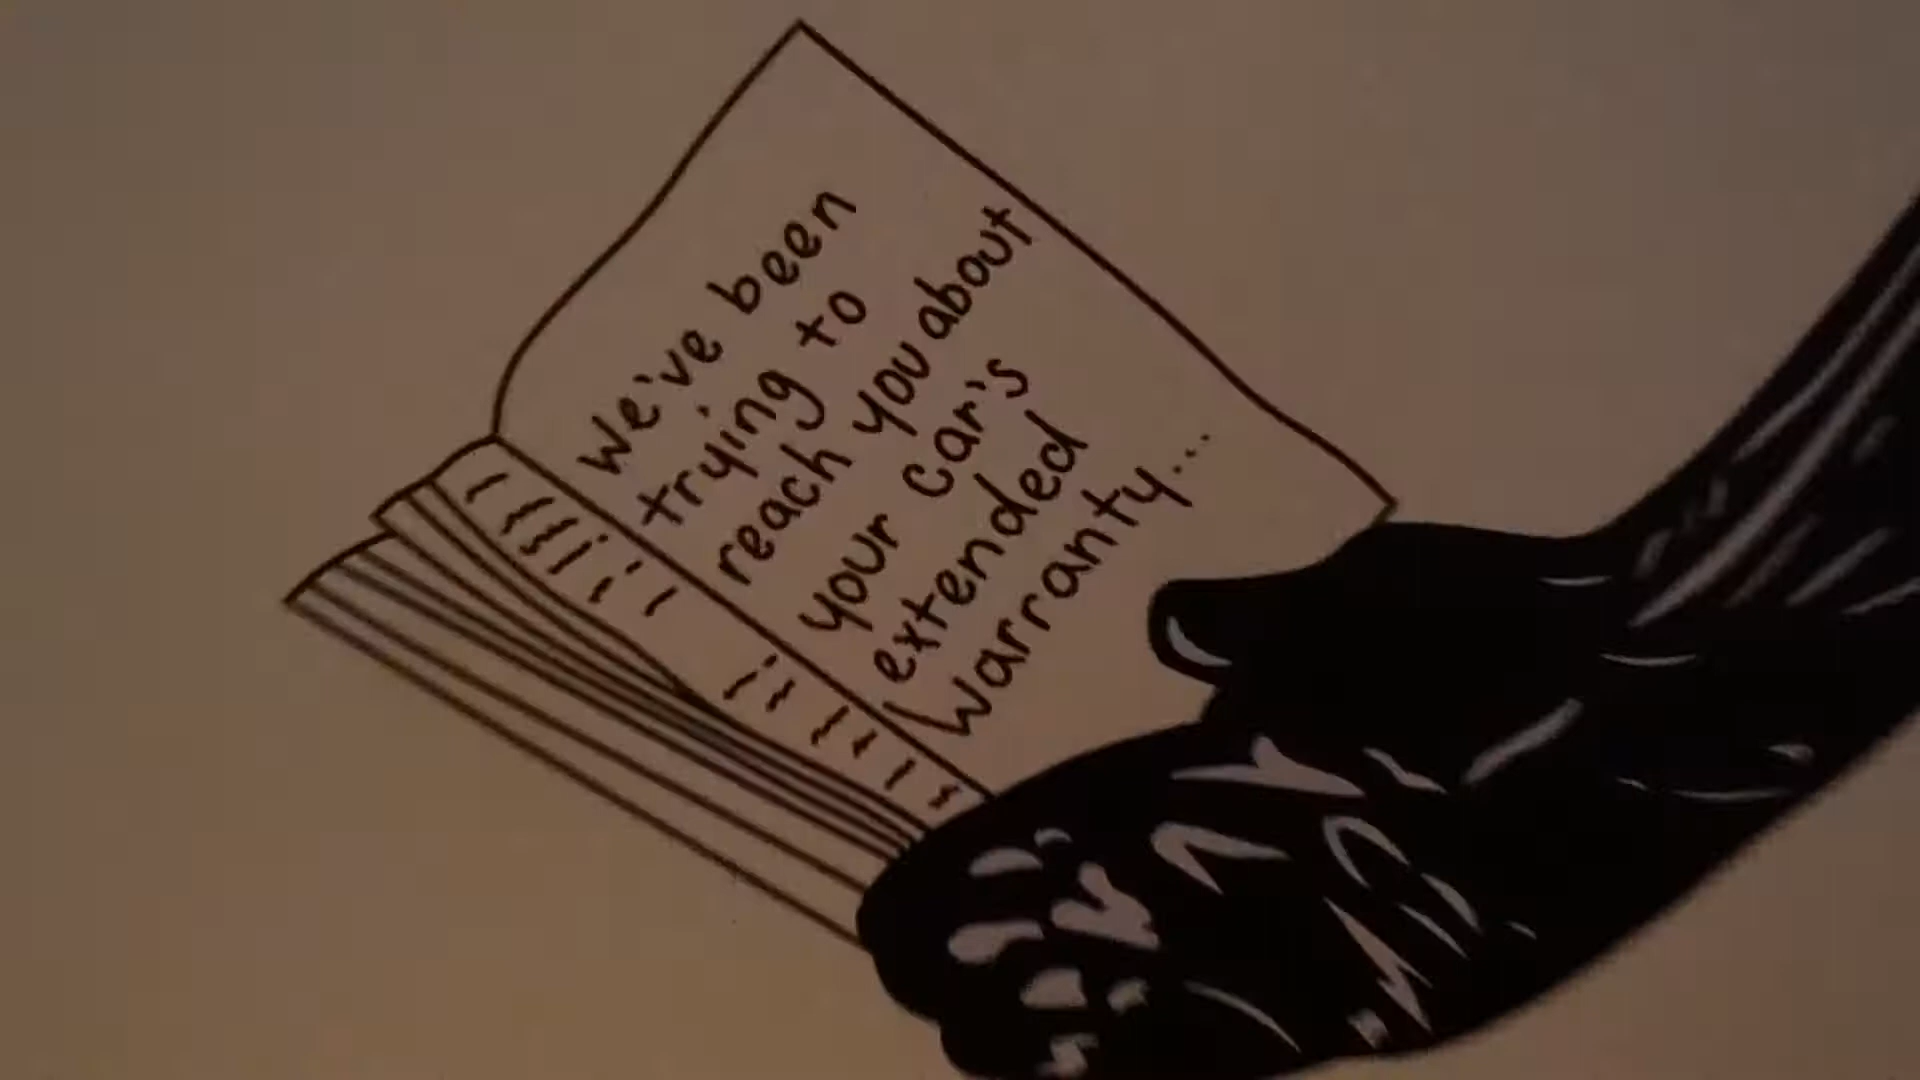 we've been
trying to
reach you about
your car's
extended
warranty...